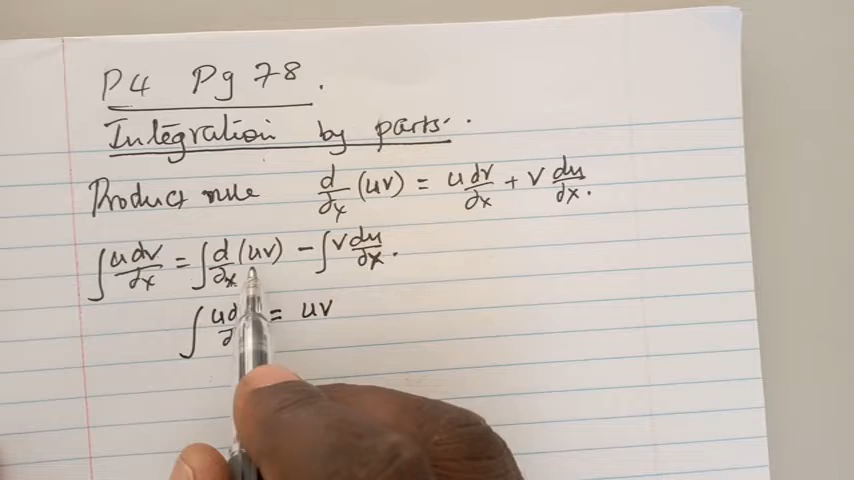 P4 Pg 78.
Integration by parts.
Product rule d/dx (uv) = u dv/dx + v du/dx.
∫ u dv/dx = ∫ d/dx (uv) - ∫ v du/dx.
∫ = uv